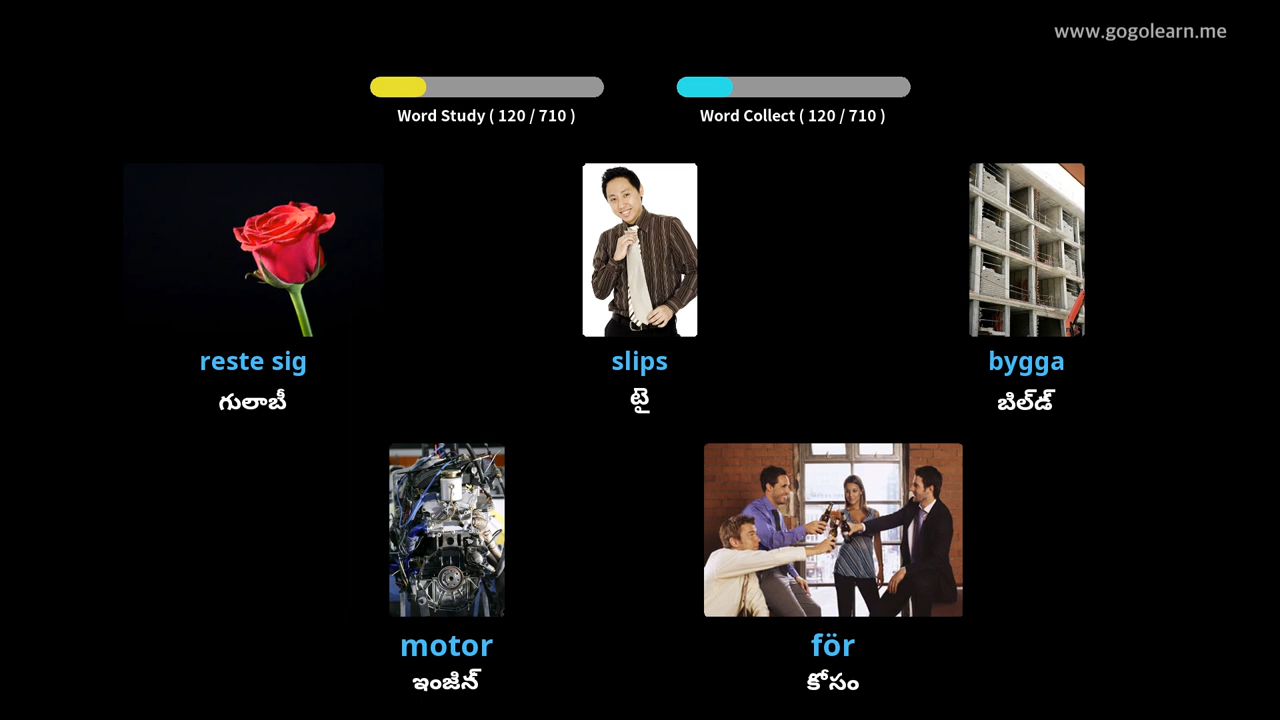 www.gogolearn.me
Word Study ( 120 / 710 )
Word Collect ( 120 / 710 )
reste sig
గులాబీ
slips
టై
bygga
బిల్డ్
motor
ఇంజిన్
för
కోసం